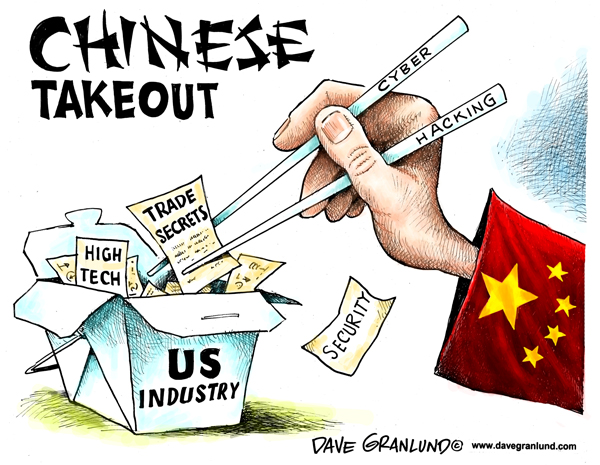 CHINESE
TAKEOUT
CYBER
HACKING
TRADE
SECRETS
HIGH
TECH
SECURITY
US
INDUSTRY
DAVE GRANLUND© www.davegranlund.com